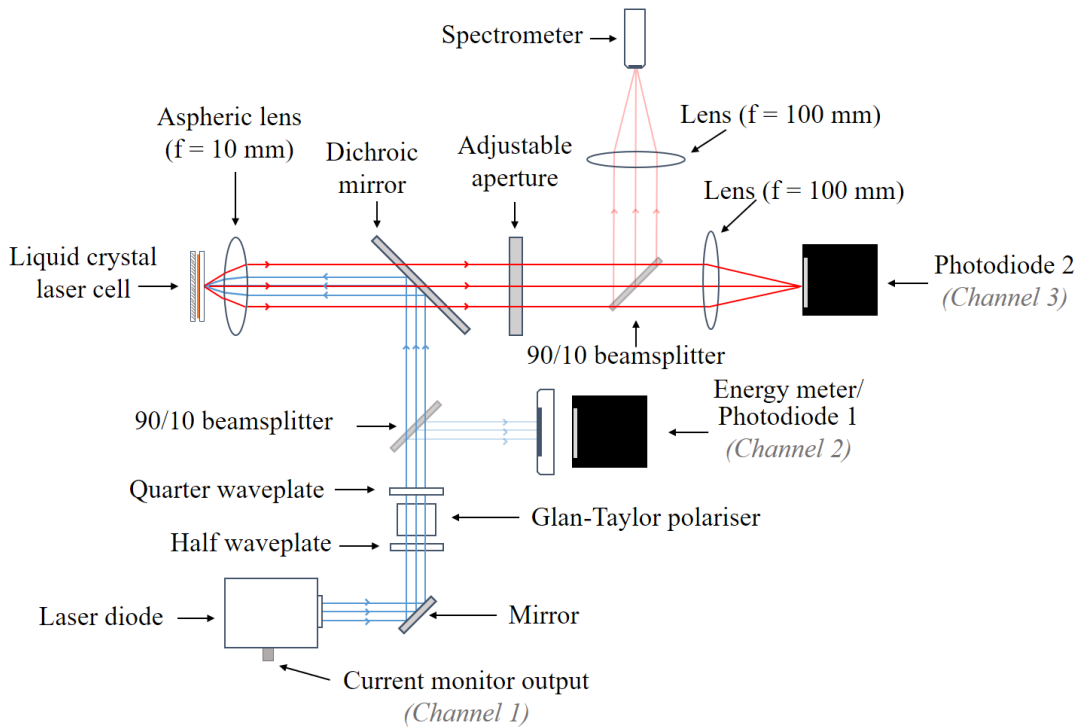 Spectrometer
Aspheric lens
(f = 10 mm)
Dichroic
mirror
Adjustable
aperture
Lens (f = 100 mm)
Lens (f = 100 mm)
Liquid crystal
laser cell
Photodiode 2
(Channel 3)
90/10 beamsplitter
Energy meter/
Photodiode 1
(Channel 2)
90/10 beamsplitter
Quarter waveplate
Glan-Taylor polariser
Half waveplate
Laser diode
Mirror
Current monitor output
(Channel 1)